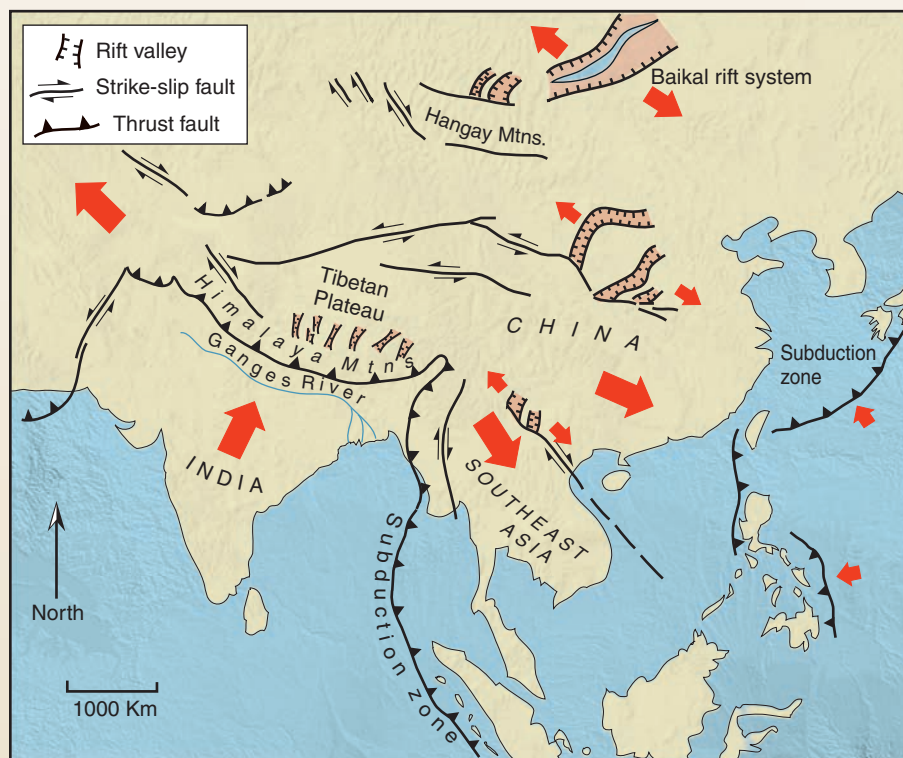 Rift valley
Strike-slip fault
Thrust fault
Baikal rift system
Hangay Mtns.
Tibetan
Plateau
Himalaya Mtn's
Ganges River
CHINA
Subduction
zone
INDIA
SOUTHEAST
ASIA
Subduction zone
North
1000 Km